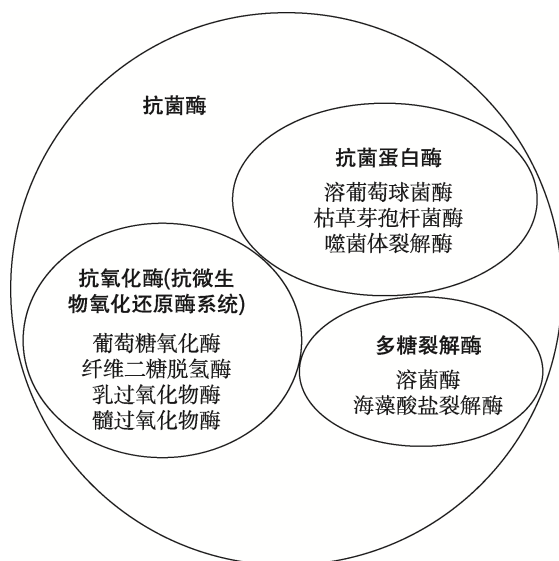 抗菌酶
抗菌蛋白酶
溶葡萄球菌酶
枯草芽孢杆菌酶
噬菌体裂解酶
抗氧化酶(抗微生
物氧化还原酶系统)
葡萄糖氧化酶
纤维二糖脱氢酶
乳过氧化物酶
髓过氧化物酶
多糖裂解酶
溶菌酶
海藻酸盐裂解酶